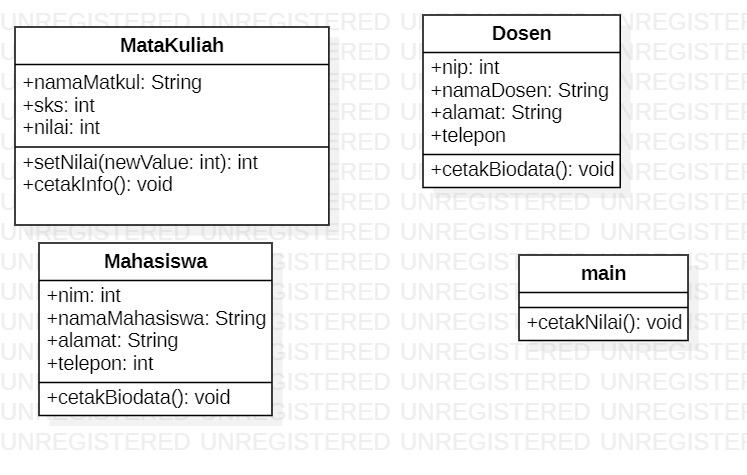 MataKuliah
+namaMatkul: String
+sks: int
+nilai: int
+setNilai(newValue: int): int
+cetakInfo(): void
Dosen
+nip: int
+namaDosen: String
+alamat: String
+telepon
+cetakBiodata(): void
Mahasiswa
+nim: int
+namaMahasiswa: String
+alamat: String
+telepon: int
+cetakBiodata(): void
main
+cetakNilai(): void
UNREGISTERED UNREGISTERED UNREGISTERED UNREGISTERED